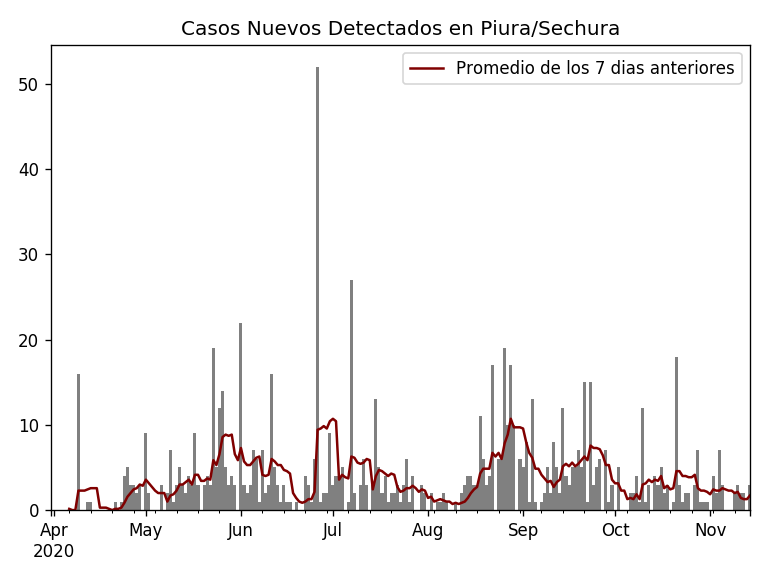 Casos Nuevos Detectados en Piura/Sechura
Promedio de los 7 dias anteriores
50
40
30
20
10
0
Apr May Jun Jul Aug Sep Oct Nov
2020